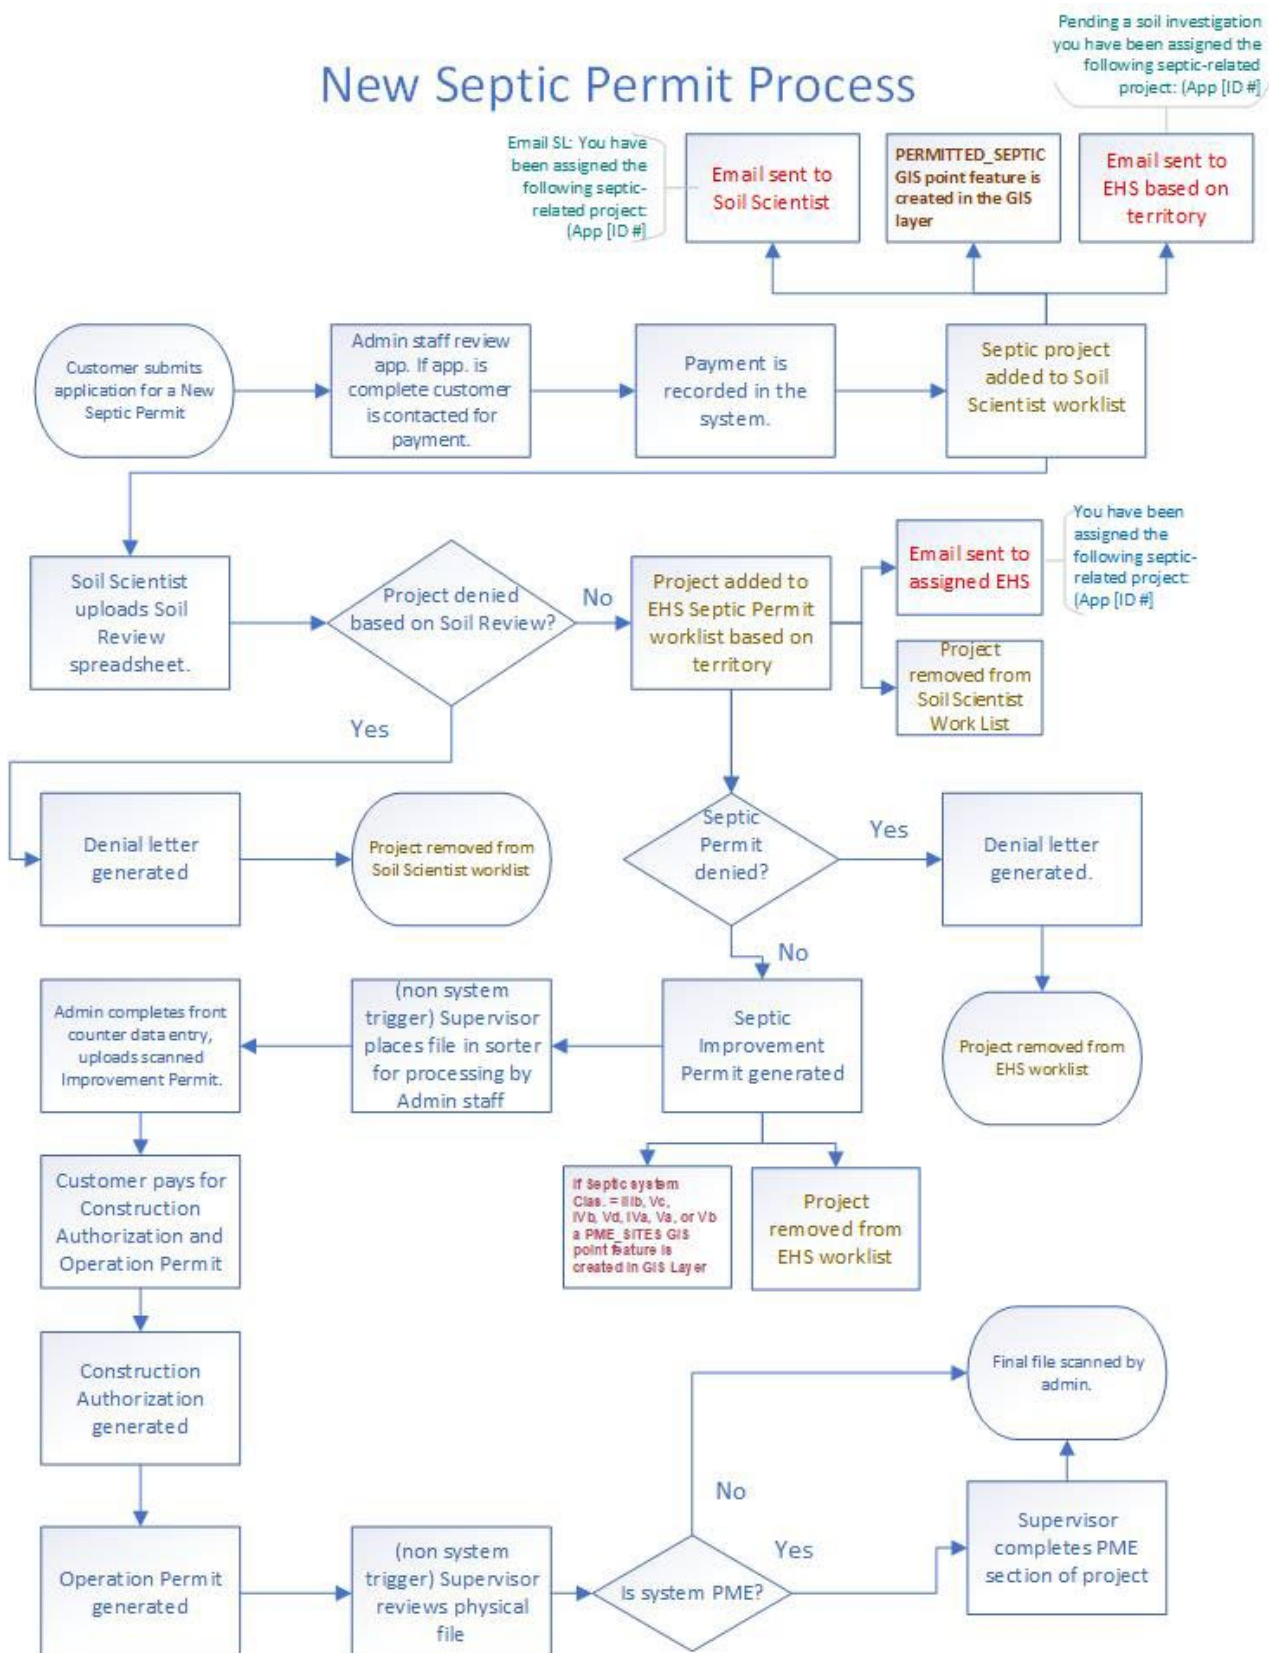 Pending a soil investigation
you have been assigned the
following septic-related
project: (App [ID #]
New Septic Permit Process
Email SL: You have
been assigned the
following septic-
related project:
(App [ID #]
Email sent to
Soil Scientist
PERMITTED_SEPTIC
GIS point feature is
created in the GIS
layer
Email sent to
EHS based on
territory
Customer submits
application for a New
Septic Permit
Admin staff review
app. If app. is
complete customer
is contacted for
payment.
Payment is
recorded in the
system.
Septic project
added to Soil
Scientist worklist
Soil Scientist
uploads Soil
Review
spreadsheet.
Project denied
based on Soil Review?
No
Project added to
EHS Septic Permit
worklist based on
territory
Email sent to
assigned EHS
You have been
assigned the
following septic-
related project:
(App [ID #]
Project
removed from
Soil Scientist
Work List
Yes
Denial letter
generated
Project removed from
Soil Scientist worklist
Septic
Permit
denied?
Yes
Denial letter
generated.
No
Admin completes front
counter data entry,
uploads scanned
Improvement Permit.
(non system
trigger) Supervisor
places file in sorter
for processing by
Admin staff
Septic
Improvement
Permit generated
Project removed from
EHS worklist
Customer pays for
Construction
Authorization and
Operation Permit
If Septic system
Clas. = IIIb, Vc,
IVb, Vd, IVa, Va, or Vb
a PME_SITES GIS
point feature is
created in GIS Layer
Project
removed from
EHS worklist
Construction
Authorization
generated
Final file scanned by
admin.
No
Operation Permit
generated
(non system
trigger) Supervisor
reviews physical
file
Is system PME?
Yes
Supervisor
completes PME
section of project